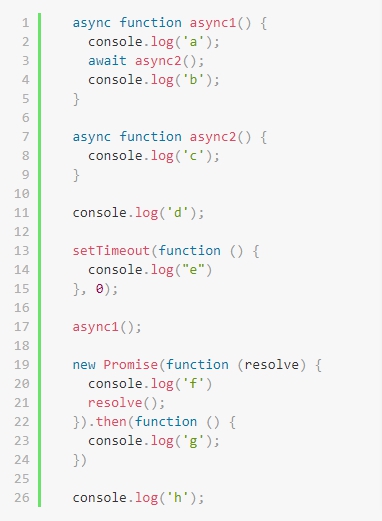 1 async function async1() {
2 console.log('a');
3 await async2();
4 console.log('b');
5 }
6
7 async function async2() {
8 console.log('c');
9 }
10
11 console.log('d');
12
13 setTimeout(function () {
14 console.log("e")
15 }, 0);
16
17 async1();
18
19 new Promise(function (resolve) {
20 console.log('f')
21 resolve();
22 }).then(function () {
23 console.log('g');
24 })
25
26 console.log('h');